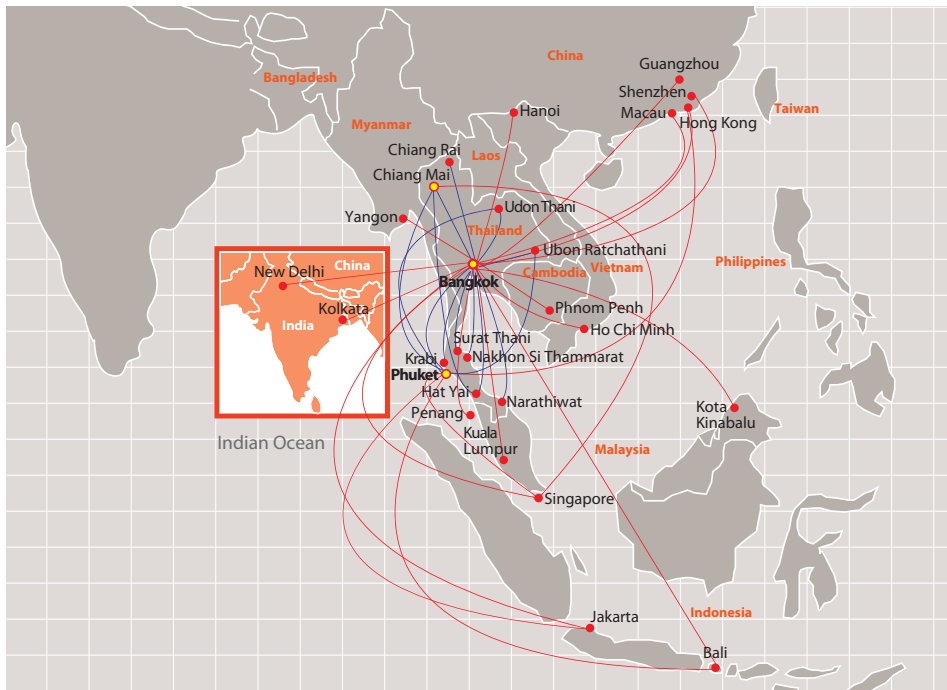 China
Guangzhou
Bangladesh
Shenzhen
Taiwan
Hanoi
Macau
Hong Kong
Myanmar
Chiang Rai
Laos
Chiang Mai
Udon Thani
Yangon
Thailand
Ubon Ratchathani
Philippines
China
New Delhi
Cambodia
Vietnam
Bangkok
Kolkata
Phnom Penh
India
Ho Chi Minh
Surat Thani
Krabi
Nakhon Si Thammarat
Phuket
Hat Yai
Narathiwat
Kota
Kinabalu
Penang
Indian Ocean
Kuala
Lumpur
Malaysia
Singapore
Indonesia
Jakarta
Bali